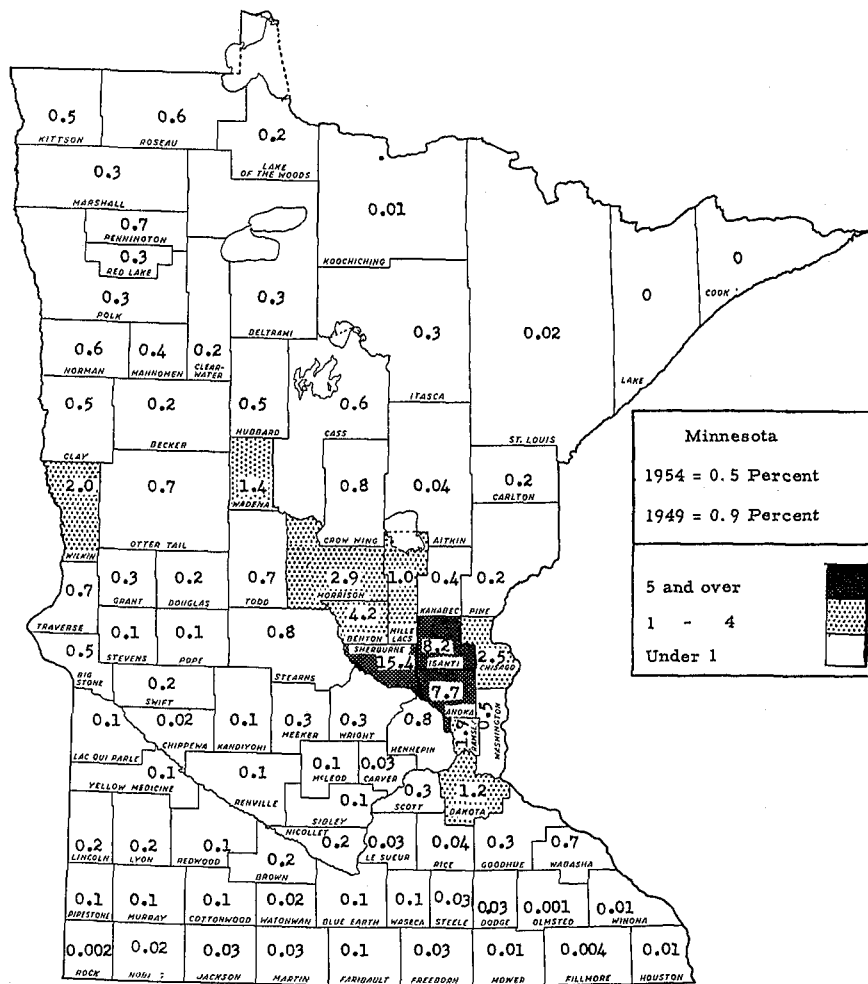 0.5
KITTSON
0.6
ROSEAU
0.2
LAKE
OF THE WOODS
0.3
MARSHALL
0.01
KOOCHICHING
0.7
PENNINGTON
0.3
RED LAKE
0
COOK
0
LAKE
0.3
POLK
0.3
BELTRAMI
0.02
ST. LOUIS
0.3
ITASCA
0.6
NORMAN
0.4
MAHNOMEN
0.2
CLEAR-
WATER
0.5
CLAY
0.2
BECKER
0.5
HUBBARD
0.6
CASS
Minnesota
1954 = 0.5 Percent
1949 = 0.9 Percent
2.0
WILKIN
0.7
OTTER TAIL
1.4
WADENA
0.8
CROW WING
0.04
AITKIN
0.2
CARLTON
5 and over
1 - 4
Under 1
0.7
TRAVERSE
0.3
GRANT
0.2
DOUGLAS
0.7
TODD
2.9
MORRISON
1.0
MILLE
LACS
0.4
KANABEC
0.2
PINE
4.2
BENTON
0.5
BIG
STONE
0.1
STEVENS
0.1
POPE
0.8
STEARNS
SHERBURNE
15.4
8.2
ISANTI
2.5
CHISAGO
0.2
SWIFT
7.7
ANOKA
0.1
LAC QUI PARLE
0.02
CHIPPEWA
0.1
KANDIYOHI
0.3
MEEKER
0.3
WRIGHT
0.8
HENNEPIN
1.9
RAMSEY
0.5
WASHINGTON
0.1
YELLOW MEDICINE
0.1
RENVILLE
0.1
MCLEOD
0.03
CARVER
0.3
SCOTT
1.2
DAKOTA
0.1
SIBLEY
0.2
LINCOLN
0.2
LYON
0.1
REDWOOD
0.2
BROWN
NICOLLET
0.2
0.03
LE SUEUR
0.04
RICE
0.3
GOODHUE
0.7
WABASHA
0.1
PIPESTONE
0.1
MURRAY
0.1
COTTONWOOD
0.02
WATONWAN
0.1
BLUE EARTH
0.1
WASECA
0.03
STEELE
0.03
DODGE
0.001
OLMSTED
0.01
WINONA
0.002
ROCK
0.02
0.03
JACKSON
0.03
MARTIN
0.1
FARIBAULT
0.03
FREEBORN
0.01
MOWER
0.004
FILLMORE
0.01
HOUSTON